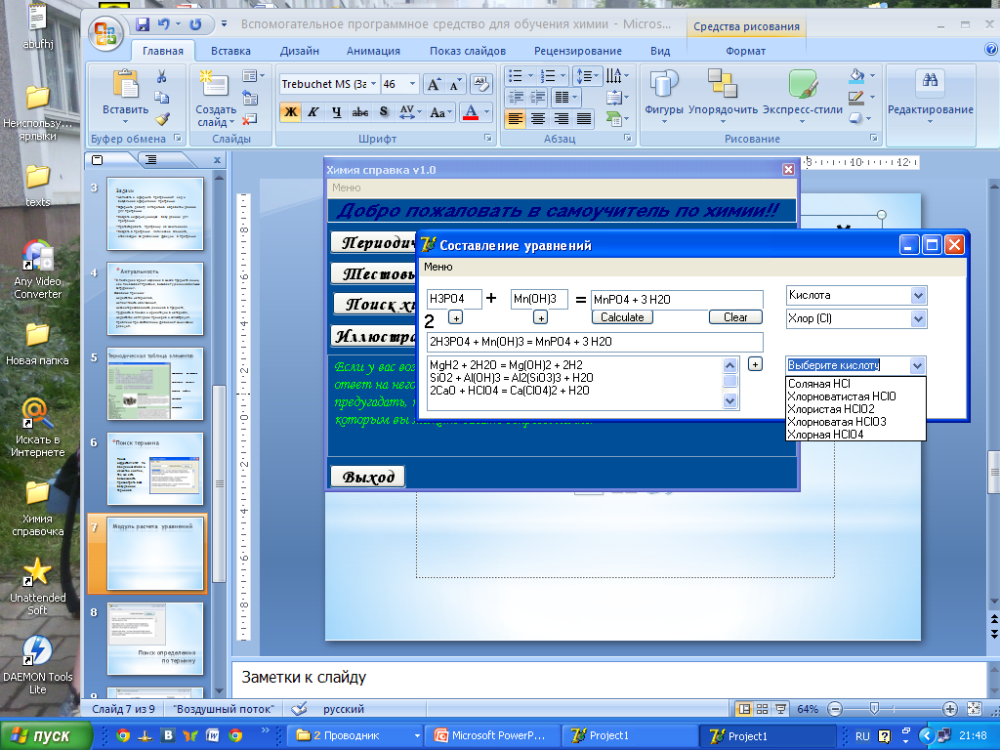 abufhj
Неиспользу...
ярлыки
texts
Any Video
Converter
Новая папка
Искать в
Интернете
Химия
справочка
Unattended
Soft
DAEMON Tools
Lite
Вспомогательное программное средство для обучения химии - Micros...
Средства рисования
Главная Вставка Дизайн Анимация Показ слайдов Рецензирование Вид Формат
Вставить
Создать
слайд
Trebuchet MS (За 46
Ж К Ч abc S AV Aa А
Фигуры Упорядочить Экспресс-стили
Редактирование
Буфер обмена Слайды Шрифт Абзац Рисование
3
Задачи
4
Актуальность
5
Периодическая таблица элементов
6
Поиск термина
7
Модуль расчета уравнений
8
Поиск определения
по термину
9
Химия справка v1.0
Меню
Добро пожаловать в самоучитель по химии!!
Периодич
Тестовы
Поиск хи
Иллюстра
Если у вас воз
ответ на него
предугадать,
которым вы
Выход
Составление уравнений
Меню
H3PO4 + Mn(OH)3 = MnPO4 + 3 H2O
2 + + Calculate Clear
2H3PO4 + Mn(OH)3 = MnPO4 + 3 H2O
MgH2 + 2H2O = Mg(OH)2 + 2H2
SiO2 + Al(OH)3 = Al2(SiO3)3 + H2O
2CaO + HClO4 = Ca(ClO4)2 + H2O
+
Кислота
Хлор (Cl)
Выберите кислоту
Соляная HCl
Хлорноватистая HClO
Хлористая HClO2
Хлорноватая HClO3
Хлорная HClO4
Заметки к слайду
Слайд 7 из 9 "Воздушный поток" русский 64%
пуск
2 Проводник
Microsoft PowerP...
Project1
Project1
RU
21:48